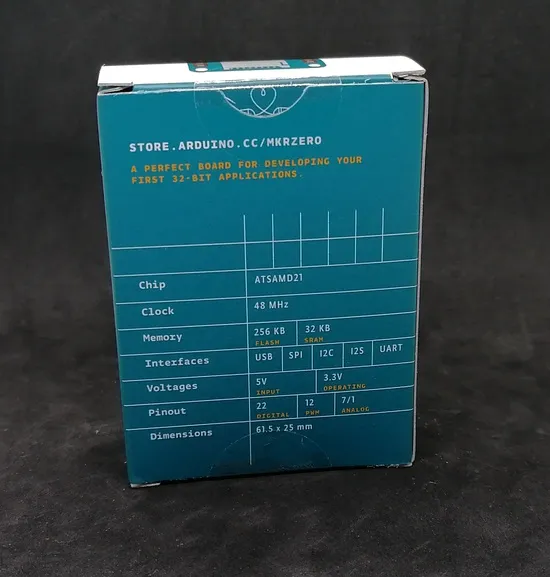 STORE.ARDUINO.CC/MKRZERO
A PERFECT BOARD FOR DEVELOPING YOUR
FIRST 32-BIT APPLICATIONS.
Chip ATSAMD21
Clock 48 MHz
Memory 256 KB 32 KB
FLASH SRAM
Interfaces USB SPI I2C I2S UART
Voltages 5V 3.3V
INPUT OPERATING
Pinout 22 12 7/1
DIGITAL PWM ANALOG
Dimensions 61.5 x 25 mm